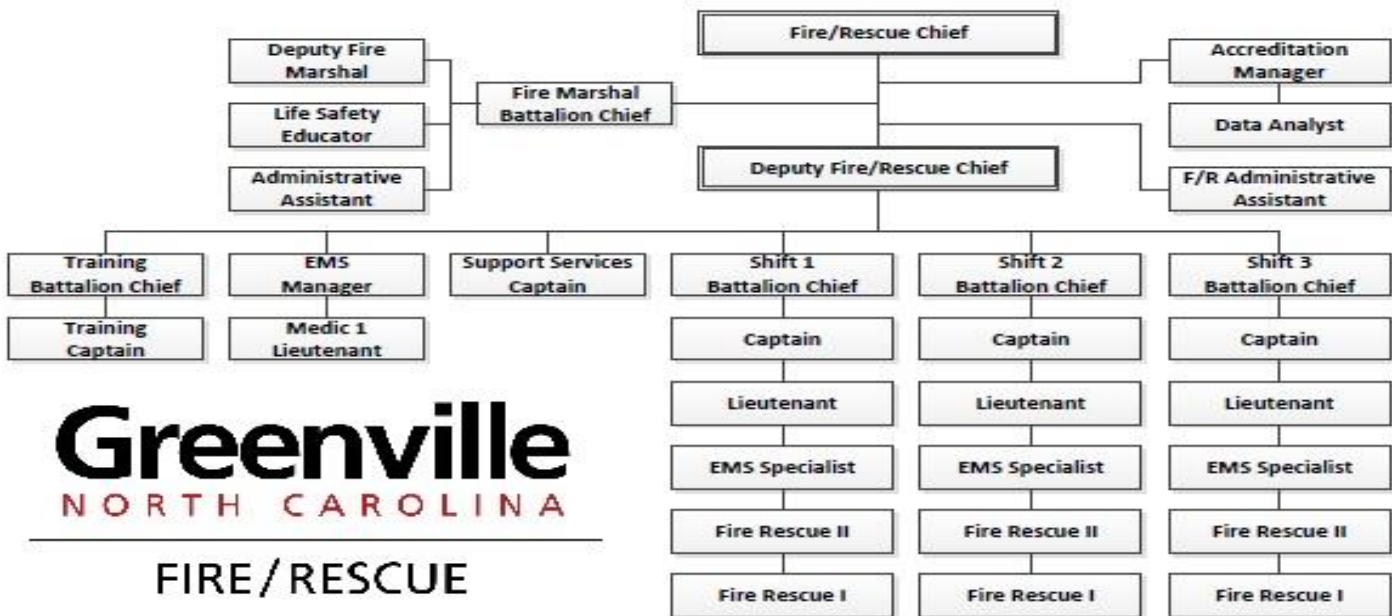 Fire/Rescue Chief
Deputy Fire
Marshal
Accreditation
Manager
Fire Marshal
Battalion Chief
Life Safety
Educator
Data Analyst
Deputy Fire/Rescue Chief
Administrative
Assistant
F/R Administrative
Assistant
Training
Battalion Chief
EMS
Manager
Support Services
Captain
Shift 1
Battalion Chief
Shift 2
Battalion Chief
Shift 3
Battalion Chief
Training
Captain
Medic 1
Lieutenant
Captain
Captain
Captain
Lieutenant
Lieutenant
Lieutenant
EMS Specialist
EMS Specialist
EMS Specialist
Fire Rescue II
Fire Rescue II
Fire Rescue II
Fire Rescue I
Fire Rescue I
Fire Rescue I
Greenville
NORTH CAROLINA
FIRE/RESCUE